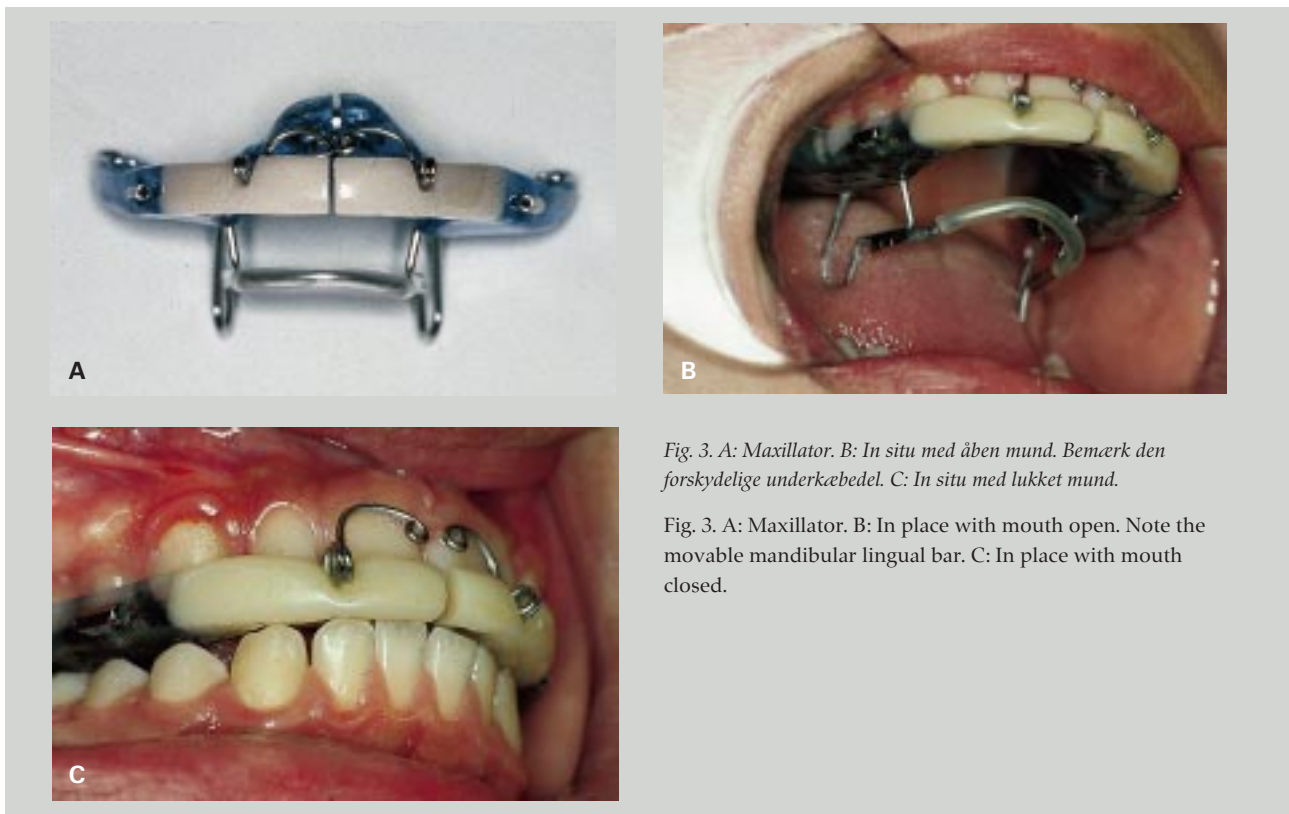 A
B
C
Fig. 3. A: Maxillator. B: In situ med åben mund. Bemærk den
forskydelige underkæbedel. C: In situ med lukket mund.
Fig. 3. A: Maxillator. B: In place with mouth open. Note the
movable mandibular lingual bar. C: In place with mouth
closed.